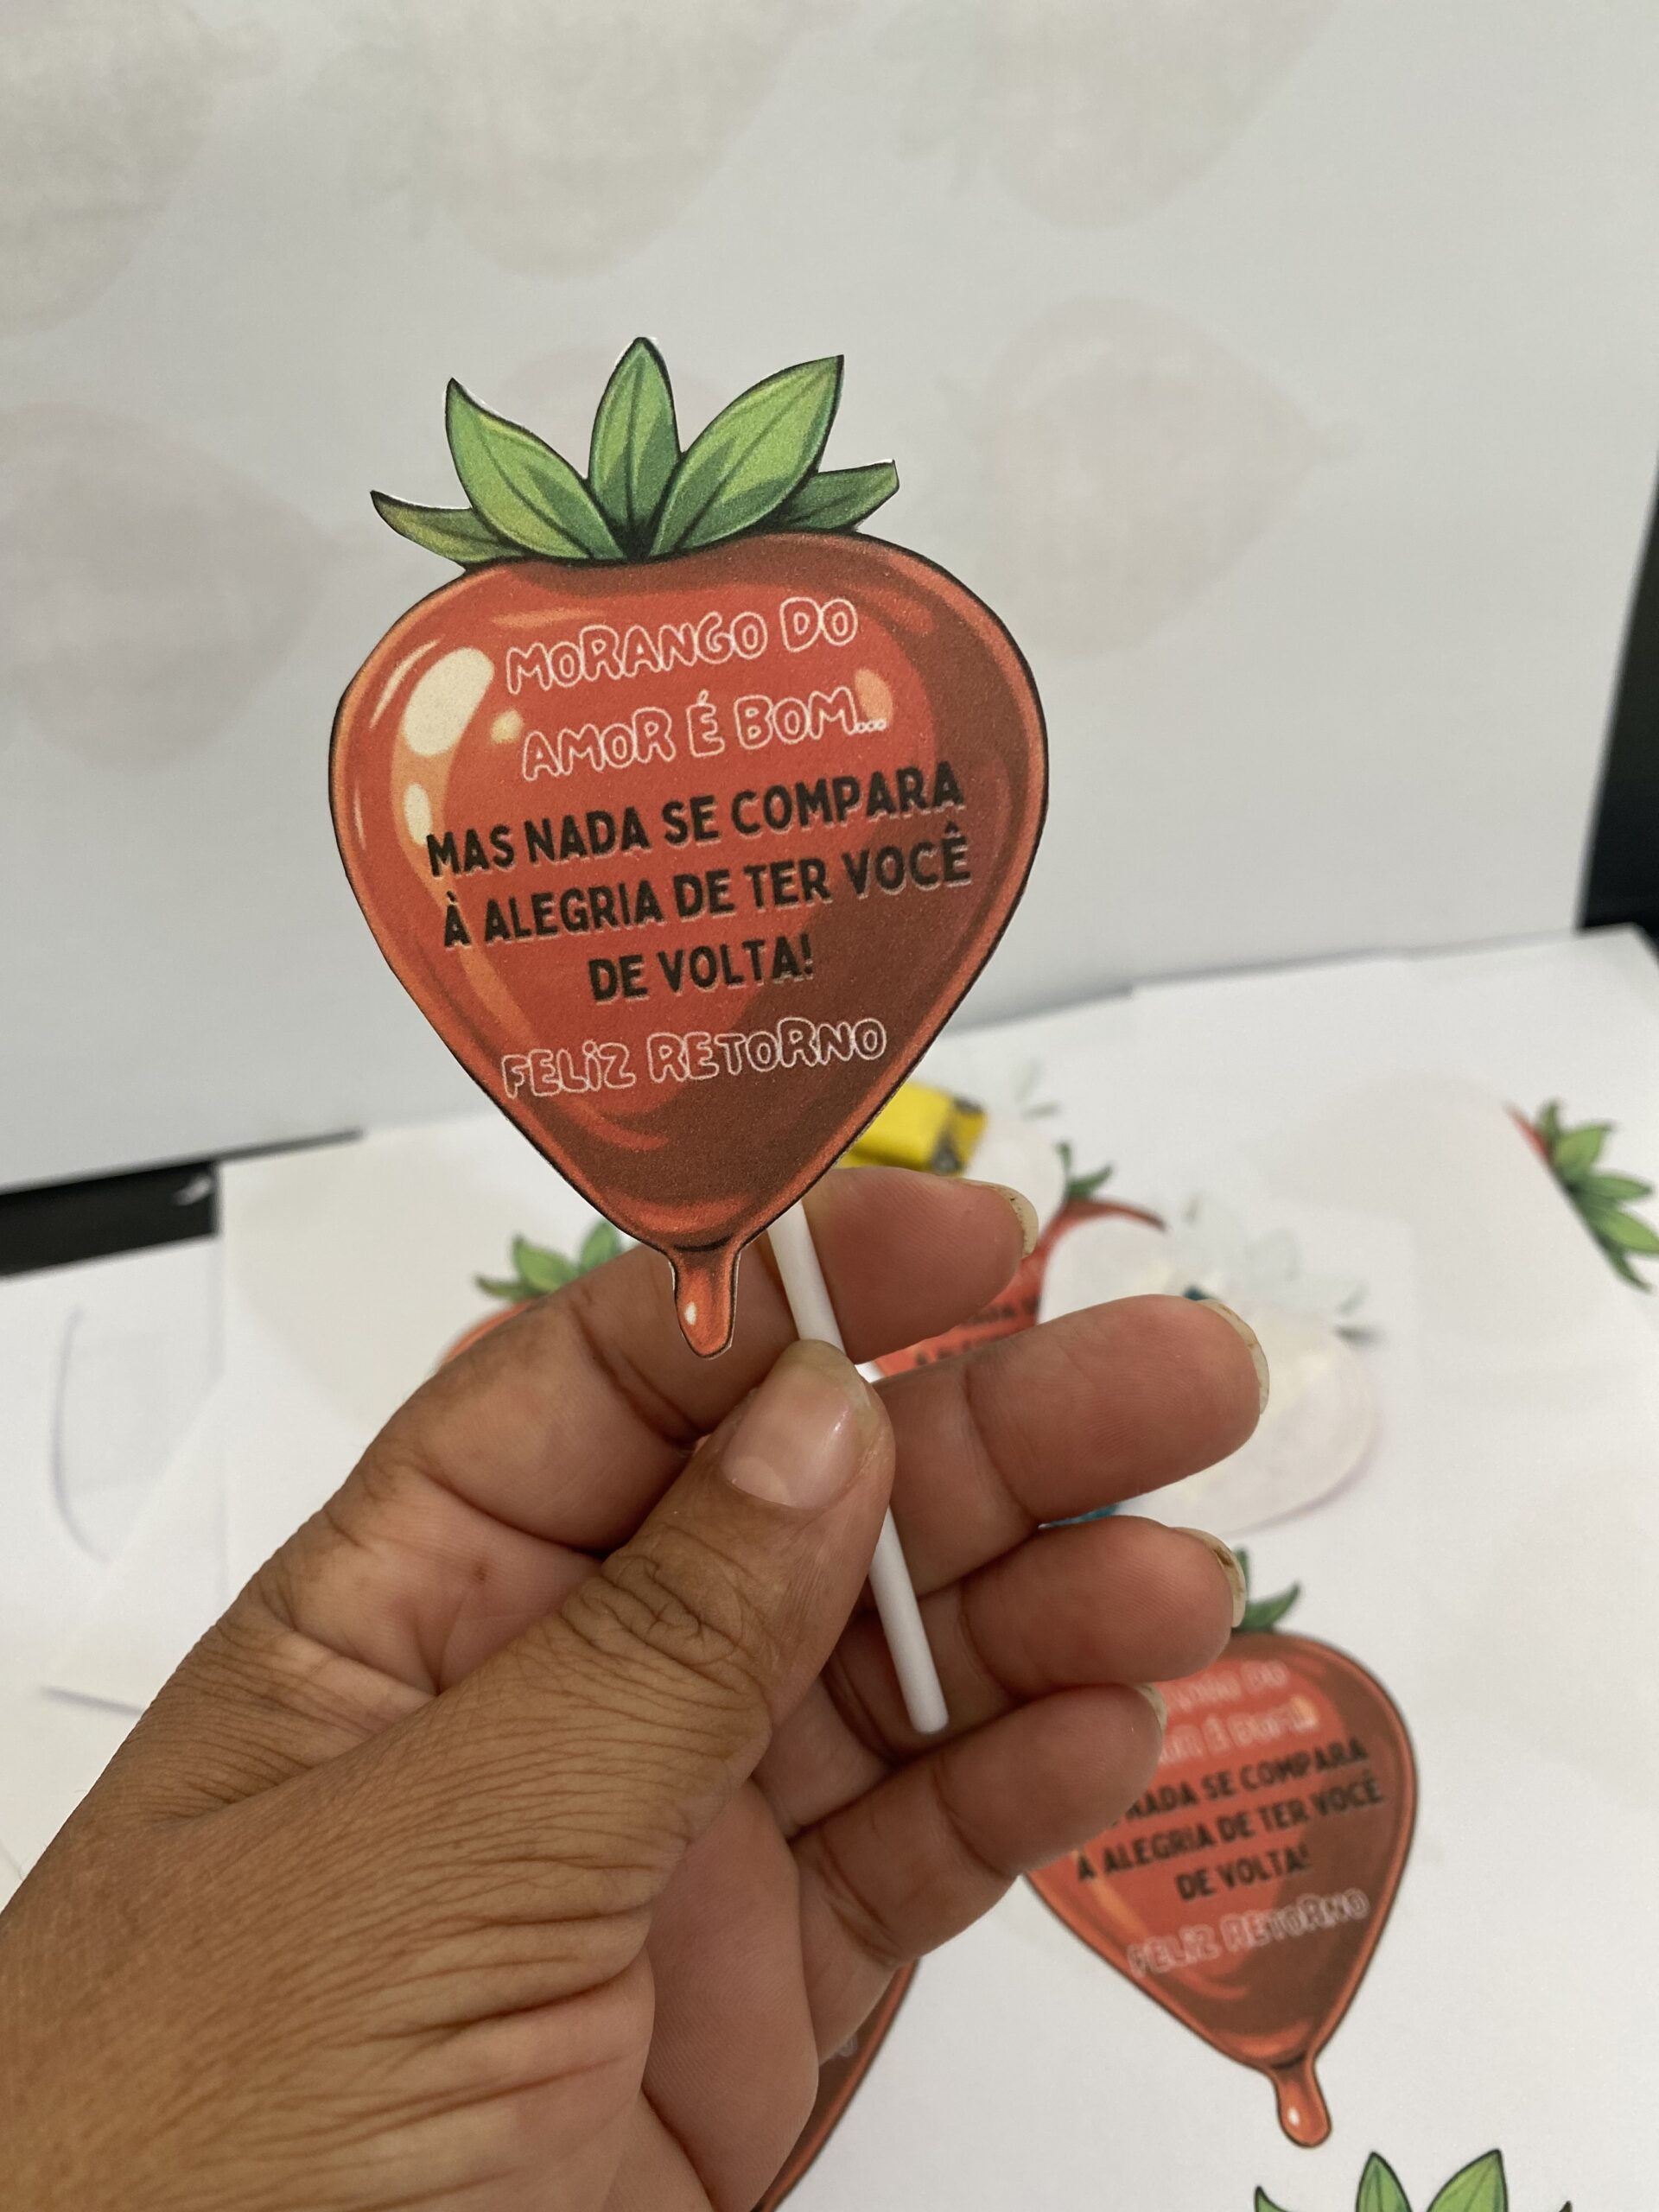 MORANGO DO
AMOR É BOM...
MAS NADA SE COMPARA
À ALEGRIA DE TER VOCÊ
DE VOLTA!
FELIZ RETORNO
É BOM...
NADA SE COMPARA
À ALEGRIA DE TER VOCÊ
DE VOLTA!
FELIZ RETORNO